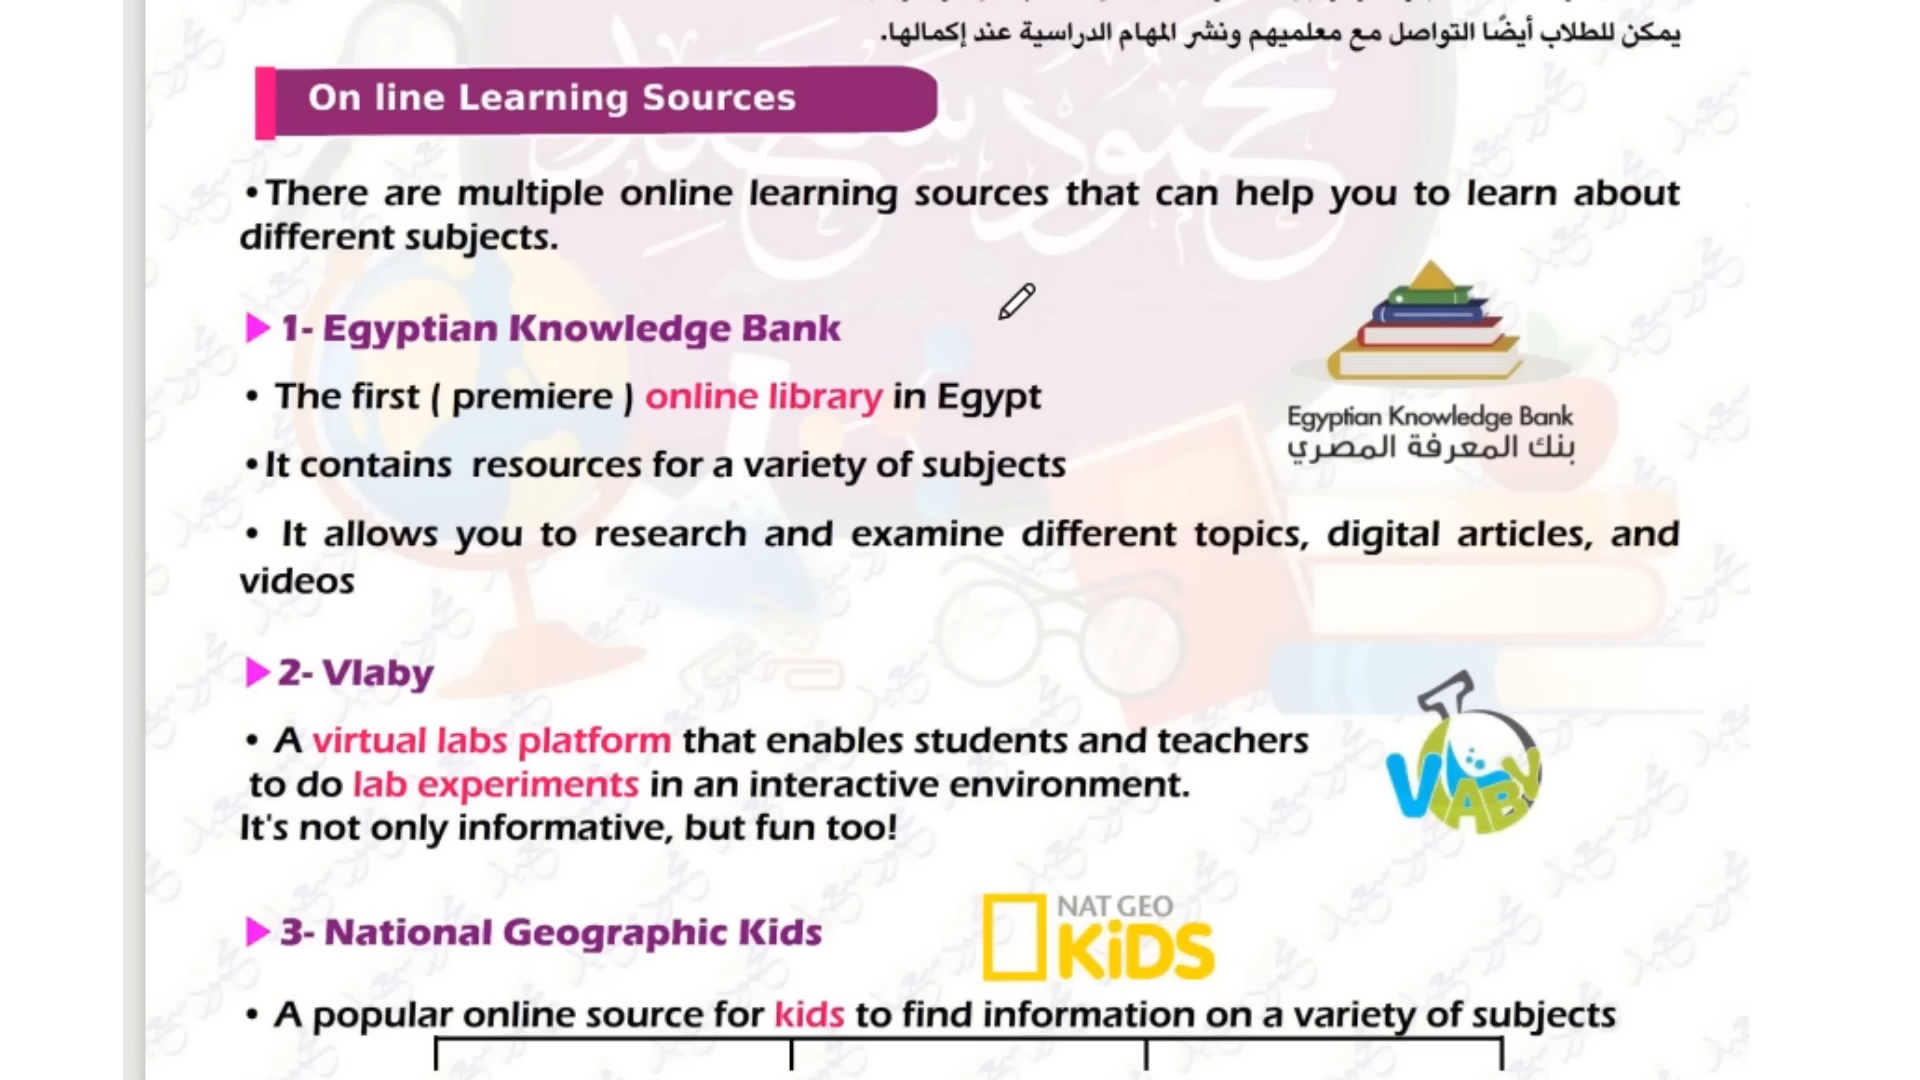 يمكن للطلاب أيضًا التواصل مع معلميهم ونشر المهام الدراسية عند إكمالها.
On line Learning Sources
•There are multiple online learning sources that can help you to learn about
different subjects.
1- Egyptian Knowledge Bank
• The first ( premiere ) online library in Egypt
Egyptian Knowledge Bank
بنك المعرفة المصري
•It contains resources for a variety of subjects
• It allows you to research and examine different topics, digital articles, and
videos
2- Vlaby
• A virtual labs platform that enables students and teachers
to do lab experiments in an interactive environment.
It's not only informative, but fun too!
VLABY
3- National Geographic Kids
NAT GEO
KiDS
• A popular online source for kids to find information on a variety of subjects